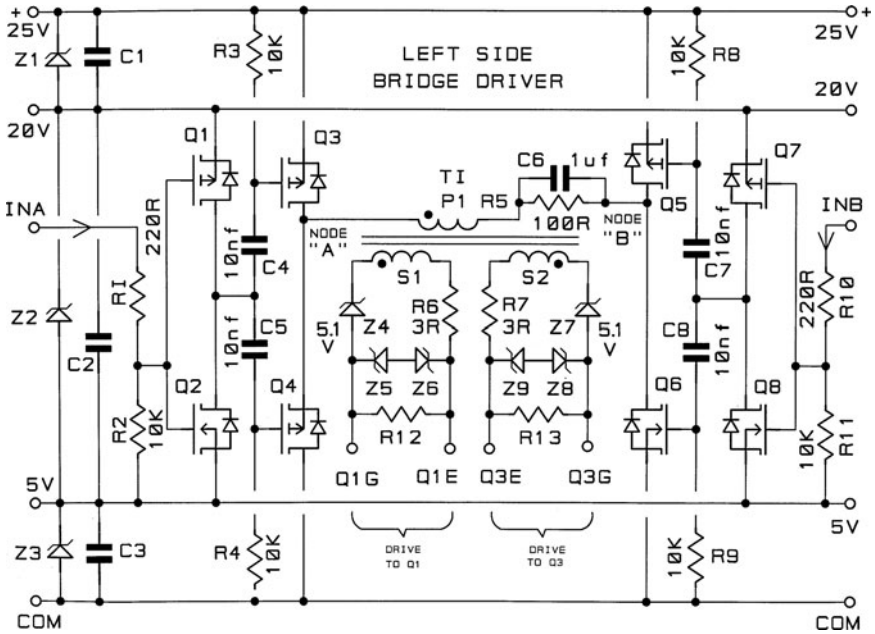 + 25V
25V +
Z1
C1
R3
10K
LEFT SIDE
BRIDGE DRIVER
R8
10K
20V
20V
Q1
Q3
TI
P1
C6
1uf
R5
100R
Q5
Q7
INA
220R
NODE
"A"
NODE
"B"
INB
10nf
C4
S1
S2
10nf
C7
RI
220R
R10
Z2
10nf
C5
R6
3R
R7
3R
Z4
5.1
V
Z7
5.1
V
C8
10nf
C2
Z5
Z6
Z9
Z8
Q2
Q4
Q6
Q8
R2
10K
R12
R13
10K
R11
Q1G
Q1E
Q3E
Q3G
5V
5V
Z3
C3
R4
10K
DRIVE
TO Q1
DRIVE
TO Q3
10K
R9
COM
COM